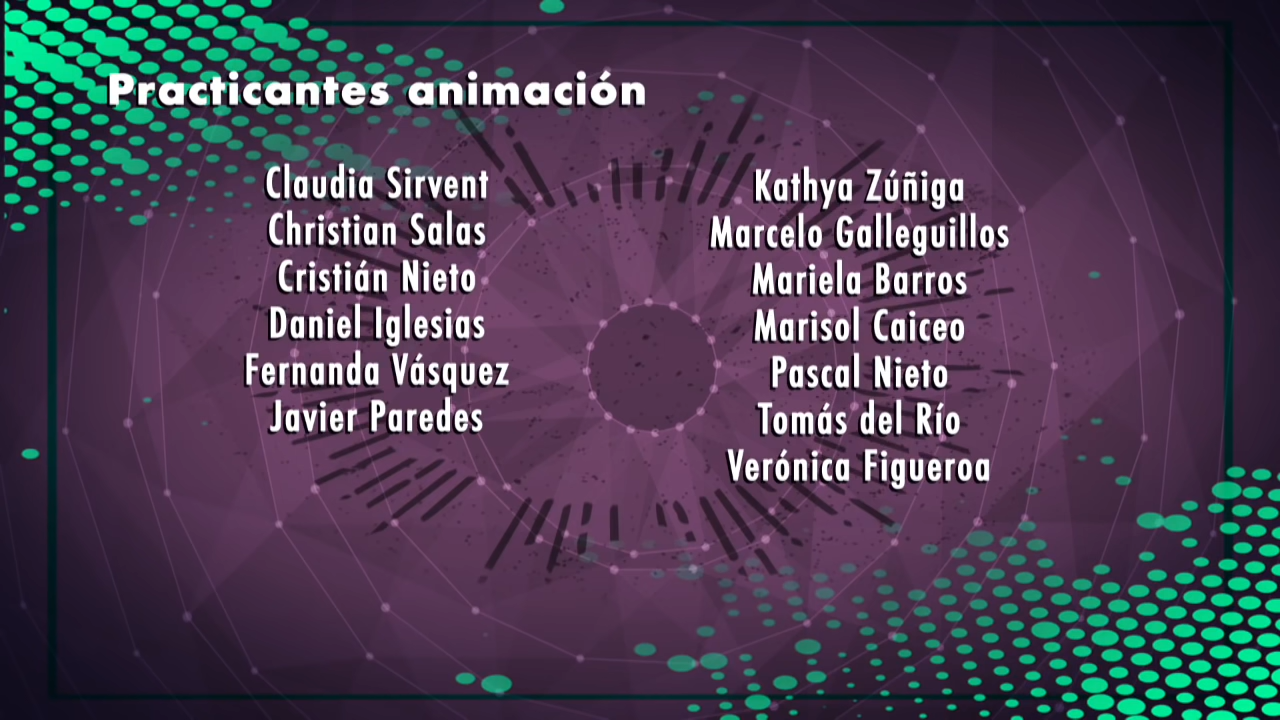 Practicantes animación
Claudia Sirvent
Christian Salas
Cristián Nieto
Daniel Iglesias
Fernanda Vásquez
Javier Paredes
Kathya Zúñiga
Marcelo Galleguillos
Mariela Barros
Marisol Caiceo
Pascal Nieto
Tomás del Río
Verónica Figueroa